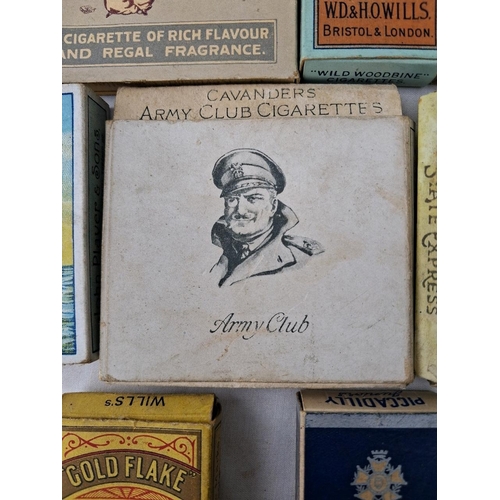 CIGARETTE OF RICH FLAVOUR
AND REGAL FRAGRANCE.
W.D.& H.O. WILLS.
BRISTOL & LONDON.
"WILD WOODBINE"
CIGARETTES
CAVANDERS
ARMY CLUB CIGARETTES
STATE EXPRESS
Army Club
WILLS's
"GOLD FLAKE"
PICCADILLY